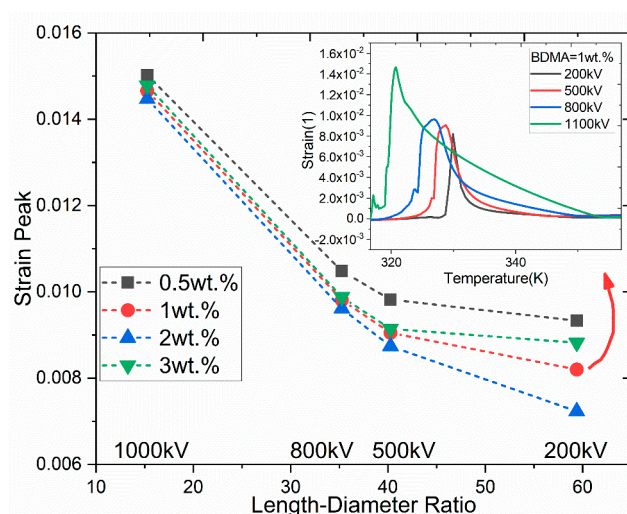 0.016
0.014
0.012
0.010
0.008
0.006
Strain Peak
10
20
30
40
50
60
Length-Diameter Ratio
1000kV
800kV
500kV
200kV
0.5wt.%
1wt.%
2wt.%
3wt.%
1.6x10⁻²
1.4x10⁻²
1.2x10⁻²
1.0x10⁻²
8.0x10⁻³
6.0x10⁻³
4.0x10⁻³
2.0x10⁻³
0.0
-2.0x10⁻³
Strain(1)
320
340
Temperature(K)
BDMA=1wt.%
200kV
500kV
800kV
1100kV